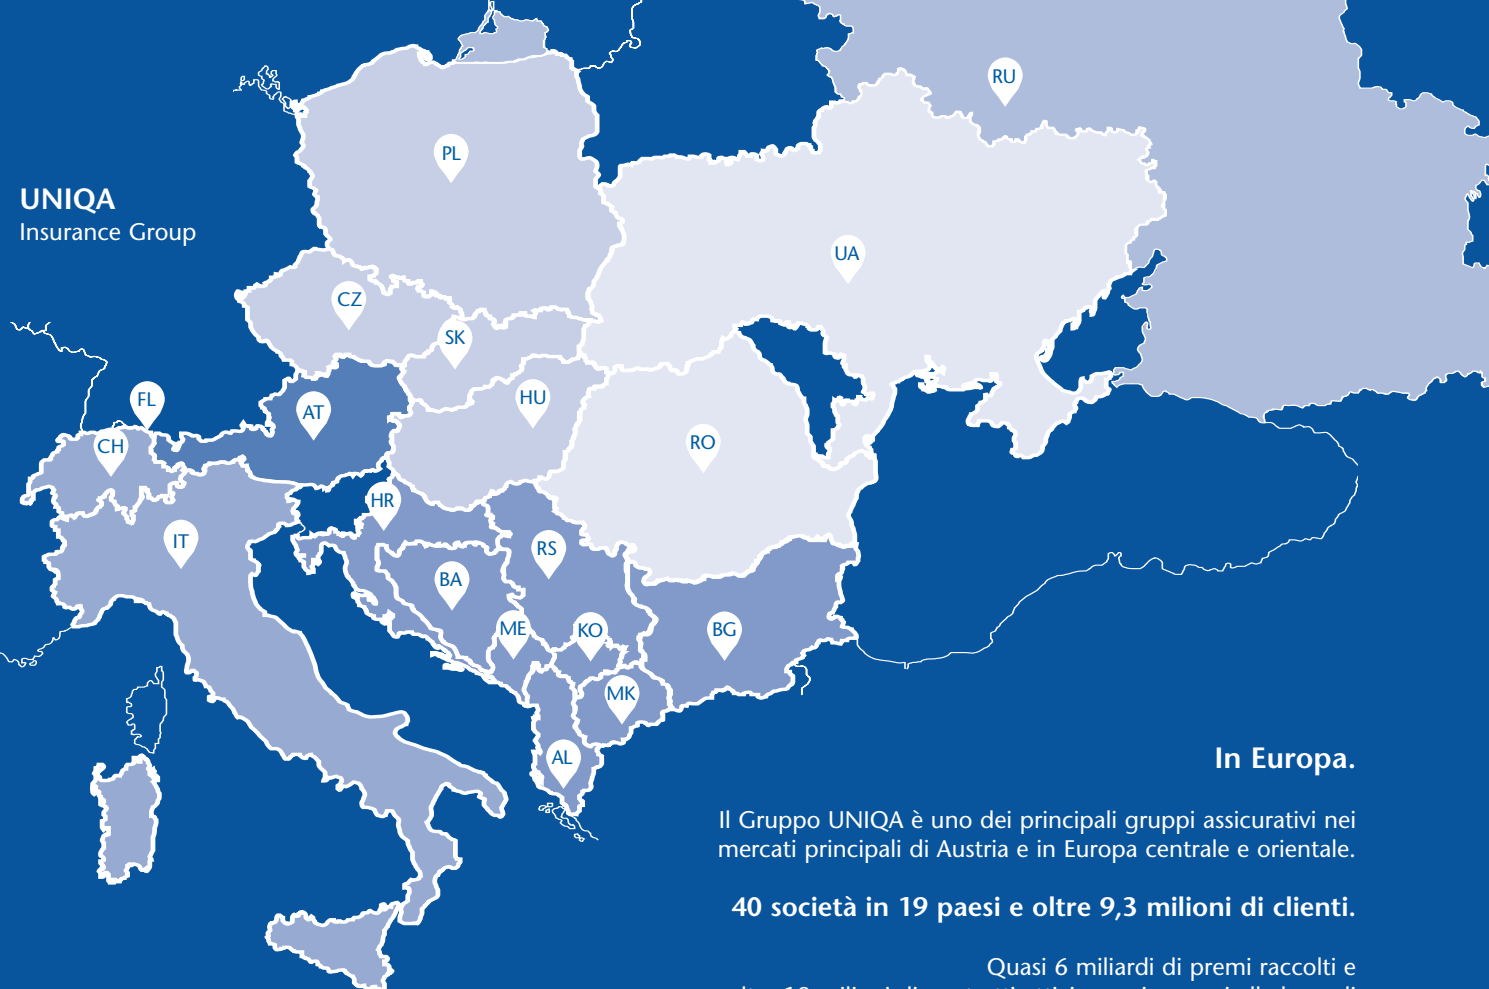 RU
PL
UNIQA
Insurance Group
UA
CZ
SK
FL
HU
AT
CH
RO
HR
IT
RS
BA
ME
KO
BG
MK
AL
In Europa.
Il Gruppo UNIQA è uno dei principali gruppi assicurativi nei
mercati principali di Austria e in Europa centrale e orientale.
40 società in 19 paesi e oltre 9,3 milioni di clienti.
Quasi 6 miliardi di premi raccolti e